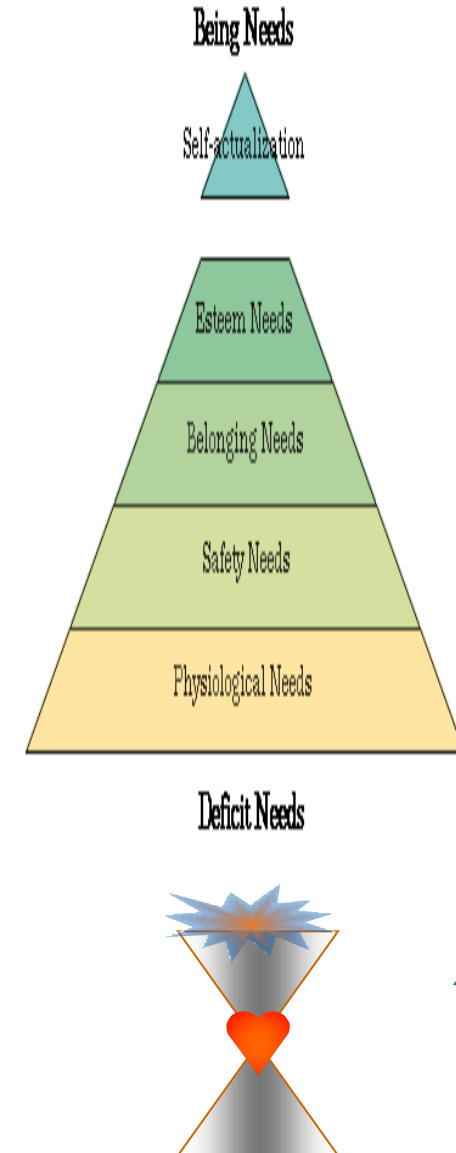 Being Needs
Self-actualization
Esteem Needs
Belonging Needs
Safety Needs
Physiological Needs
Deficit Needs